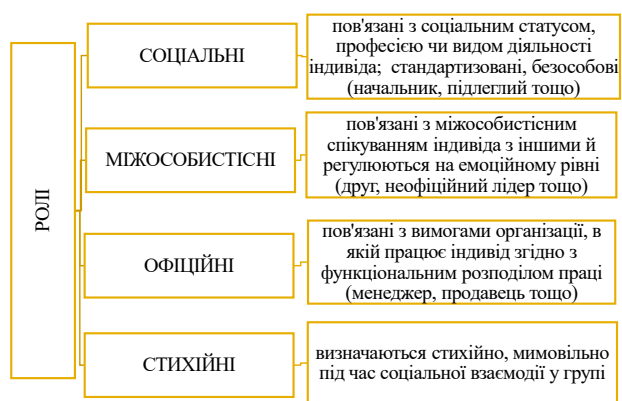 РОЛІ
СОЦІАЛЬНІ
пов'язані з соціальним статусом,
професією чи видом діяльності
індивіда; стандартизовані, безособові
(начальник, підлеглий тощо)
МІЖОСОБИСТІСНІ
пов'язані з міжособистісним
спікуванням індивіда з іншими й
регулюються на емоційному рівні
(друг, неофіційний лідер тощо)
ОФІЦІЙНІ
пов'язані з вимогами організації, в
якій працює індивід згідно з
функціональним розподілом праці
(менеджер, продавець тощо)
СТИХІЙНІ
визначаються стихійно, мимовільно
під час соціальної взаємодії у групі